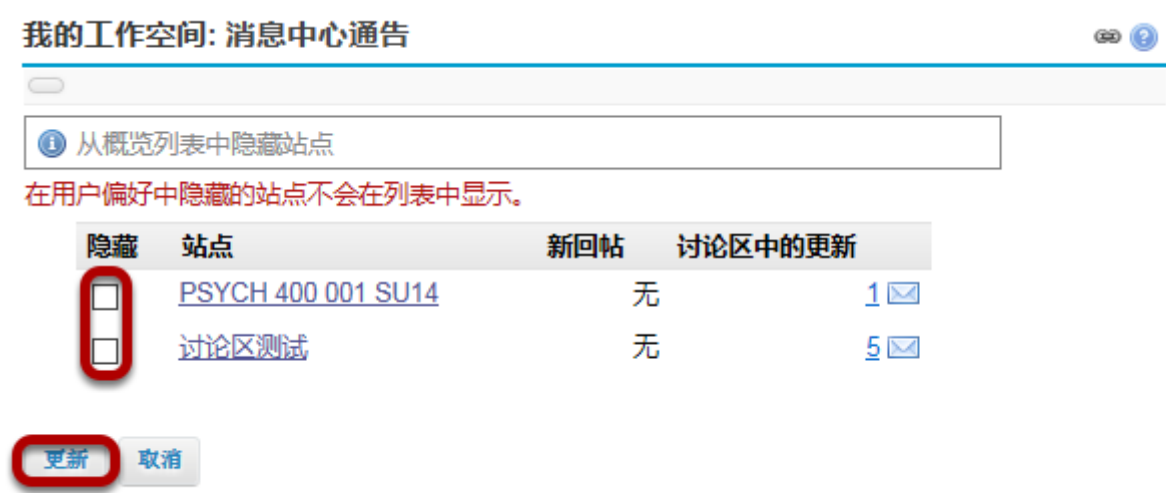 我的工作空间: 消息中心通告
从概览列表中隐藏站点
在用户偏好中隐藏的站点不会在列表中显示。
隐藏 站点 新回帖 讨论区中的更新
PSYCH 400 001 SU14 无 1
讨论区测试 无 5
更新 取消